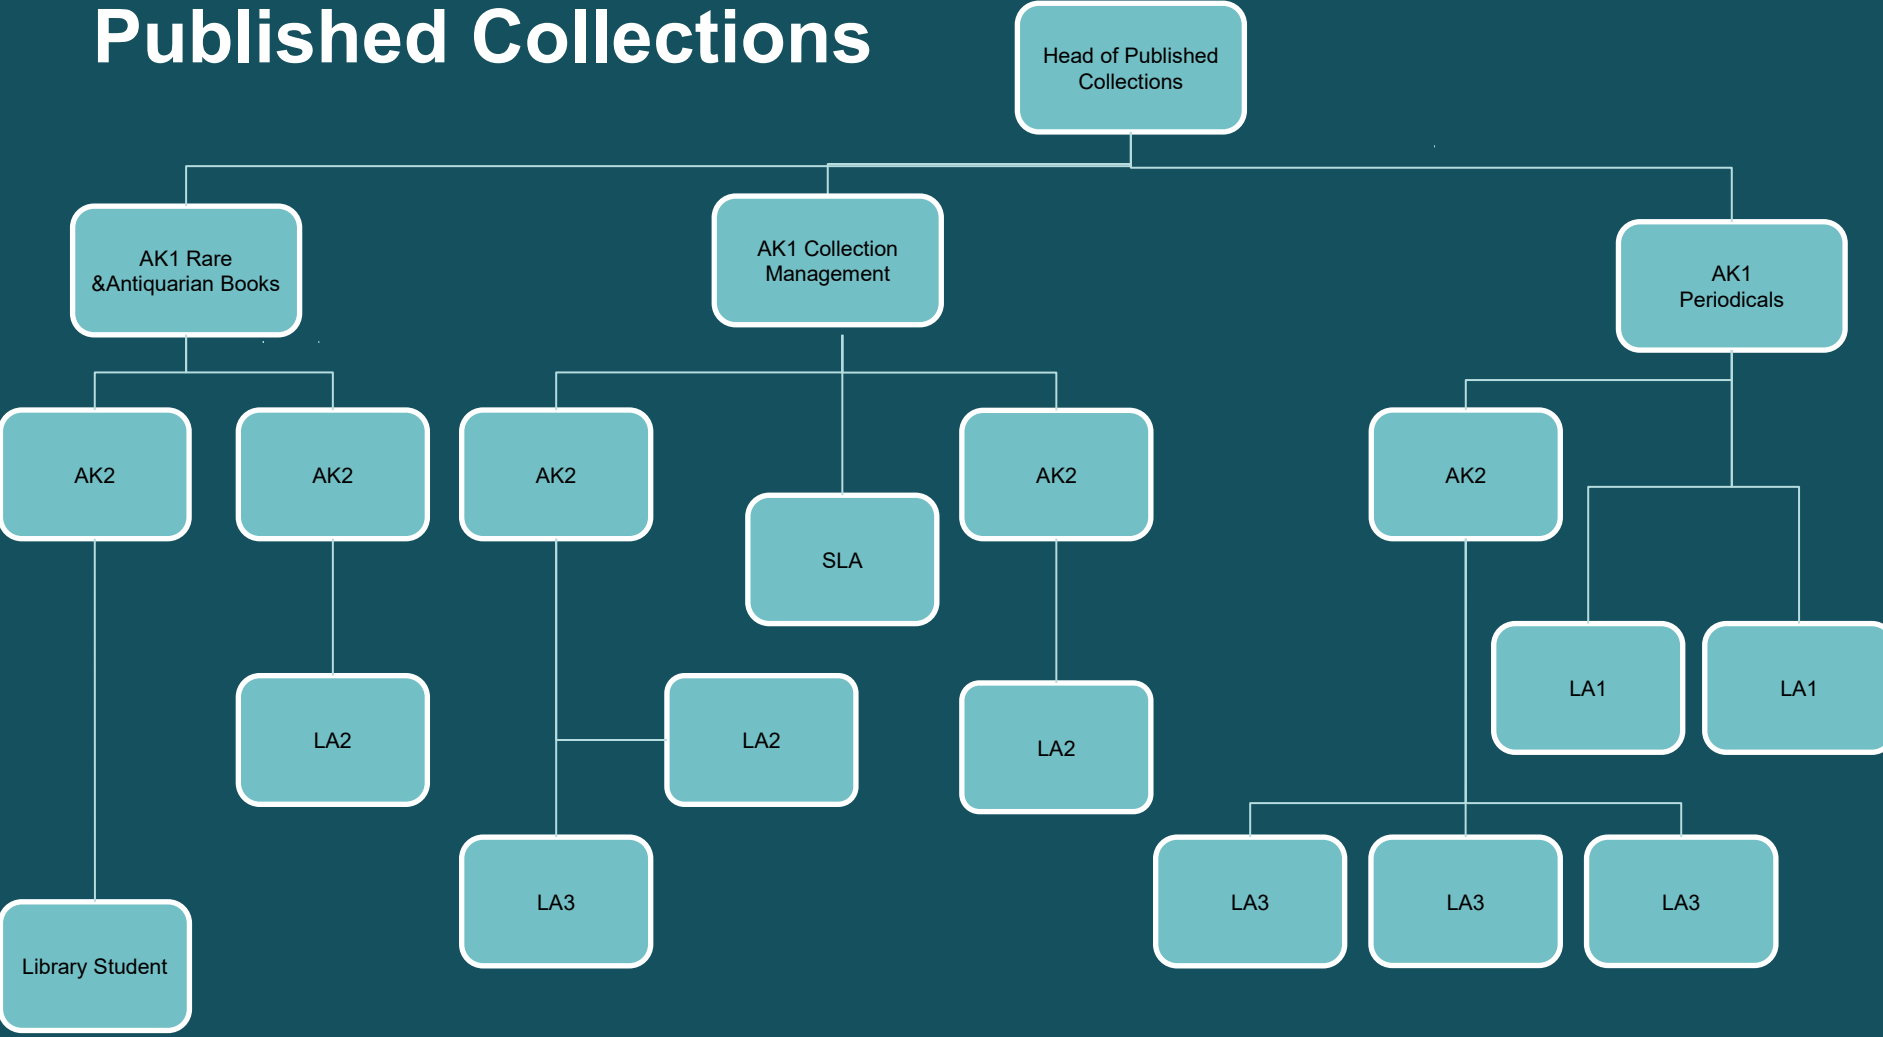 Published Collections
Head of Published
Collections
AK1 Rare
&Antiquarian Books
AK1 Collection
Management
AK1
Periodicals
AK2
AK2
AK2
AK2
AK2
SLA
LA2
LA2
LA2
LA1
LA1
LA3
LA3
LA3
LA3
Library Student